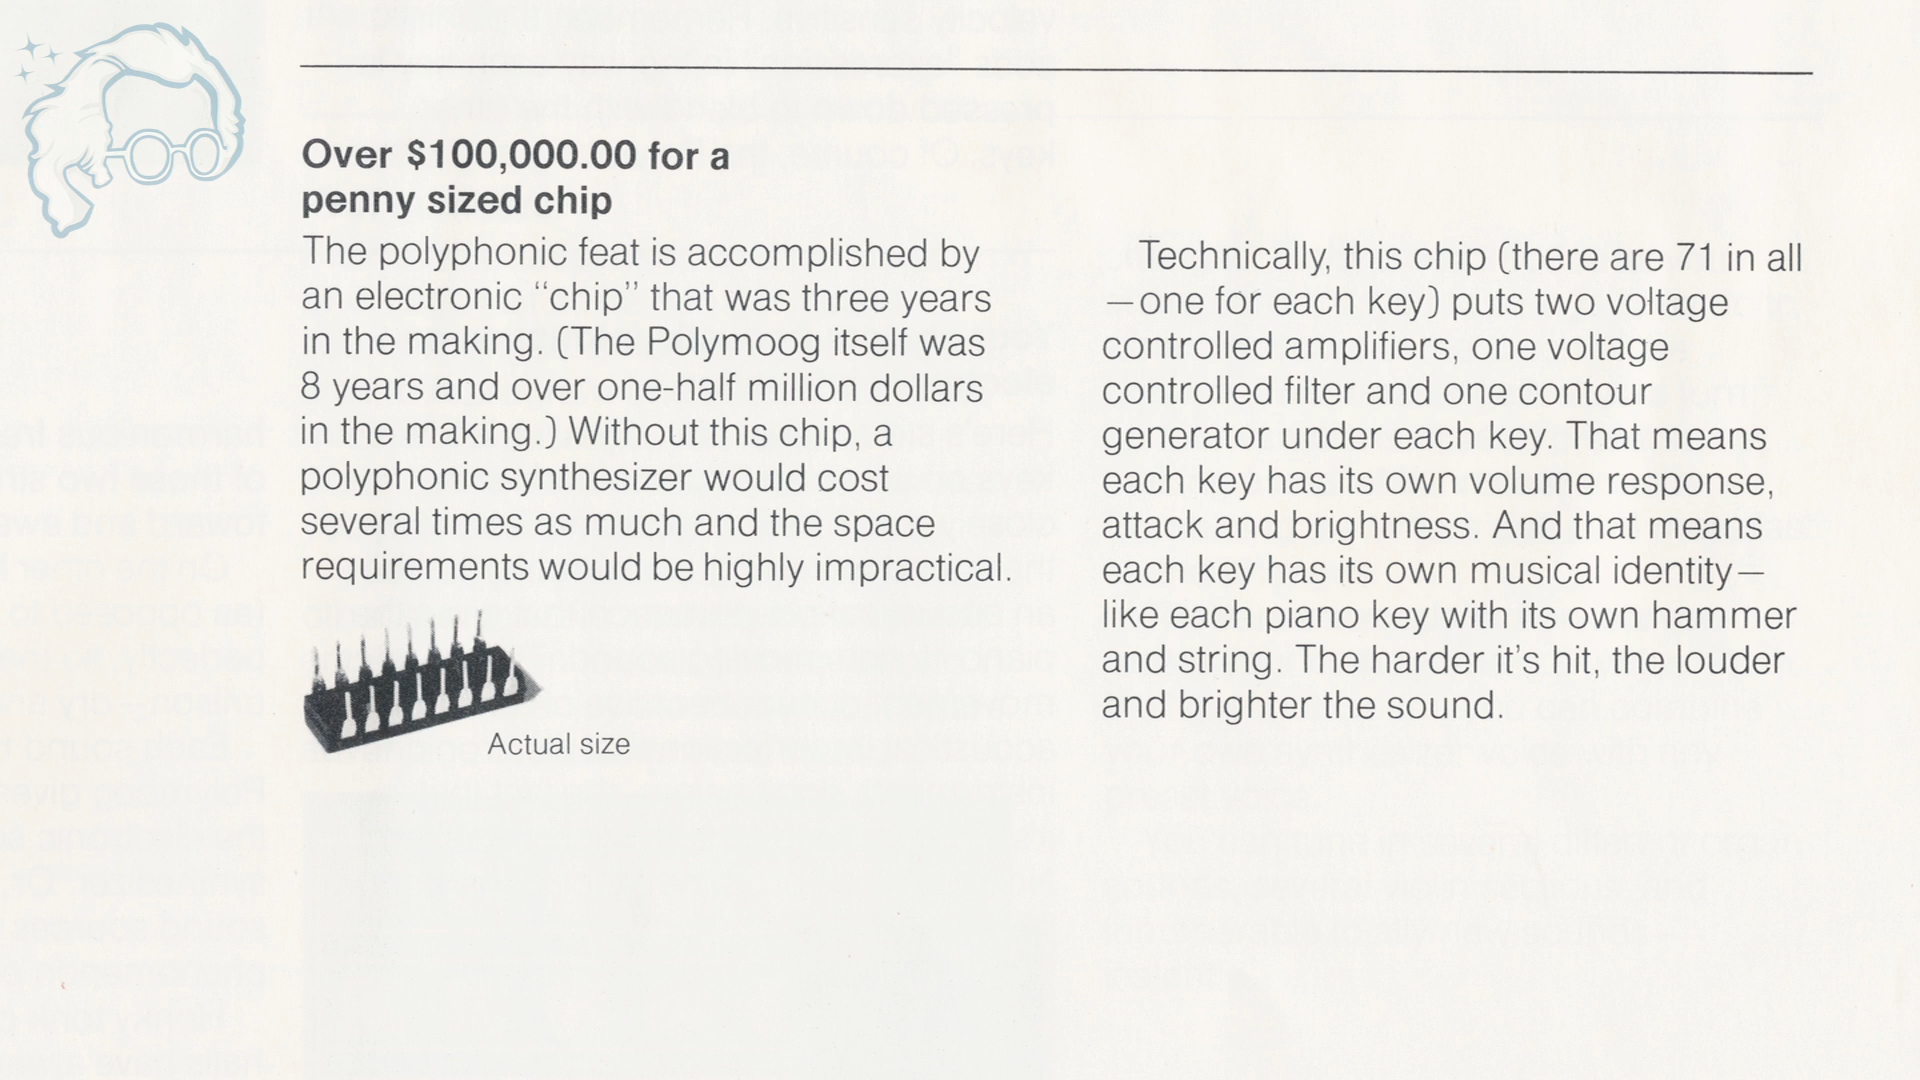 Over $100,000.00 for a
penny sized chip
The polyphonic feat is accomplished by
an electronic “chip” that was three years
in the making. (The Polymoog itself was
8 years and over one-half million dollars
in the making.) Without this chip, a
polyphonic synthesizer would cost
several times as much and the space
requirements would be highly impractical.
Actual size
Technically, this chip (there are 71 in all
—one for each key) puts two voltage
controlled amplifiers, one voltage
controlled filter and one contour
generator under each key. That means
each key has its own volume response,
attack and brightness. And that means
each key has its own musical identity—
like each piano key with its own hammer
and string. The harder it’s hit, the louder
and brighter the sound.